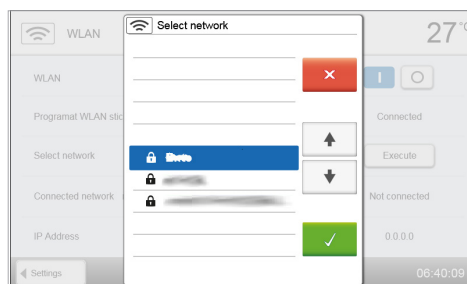 WLAN
Select network
27°C
WLAN
I O
Programat WLAN stic
Connected
Select network
Execute
Connected network
Not connected
IP Address
0.0.0.0
Settings
06:40:09